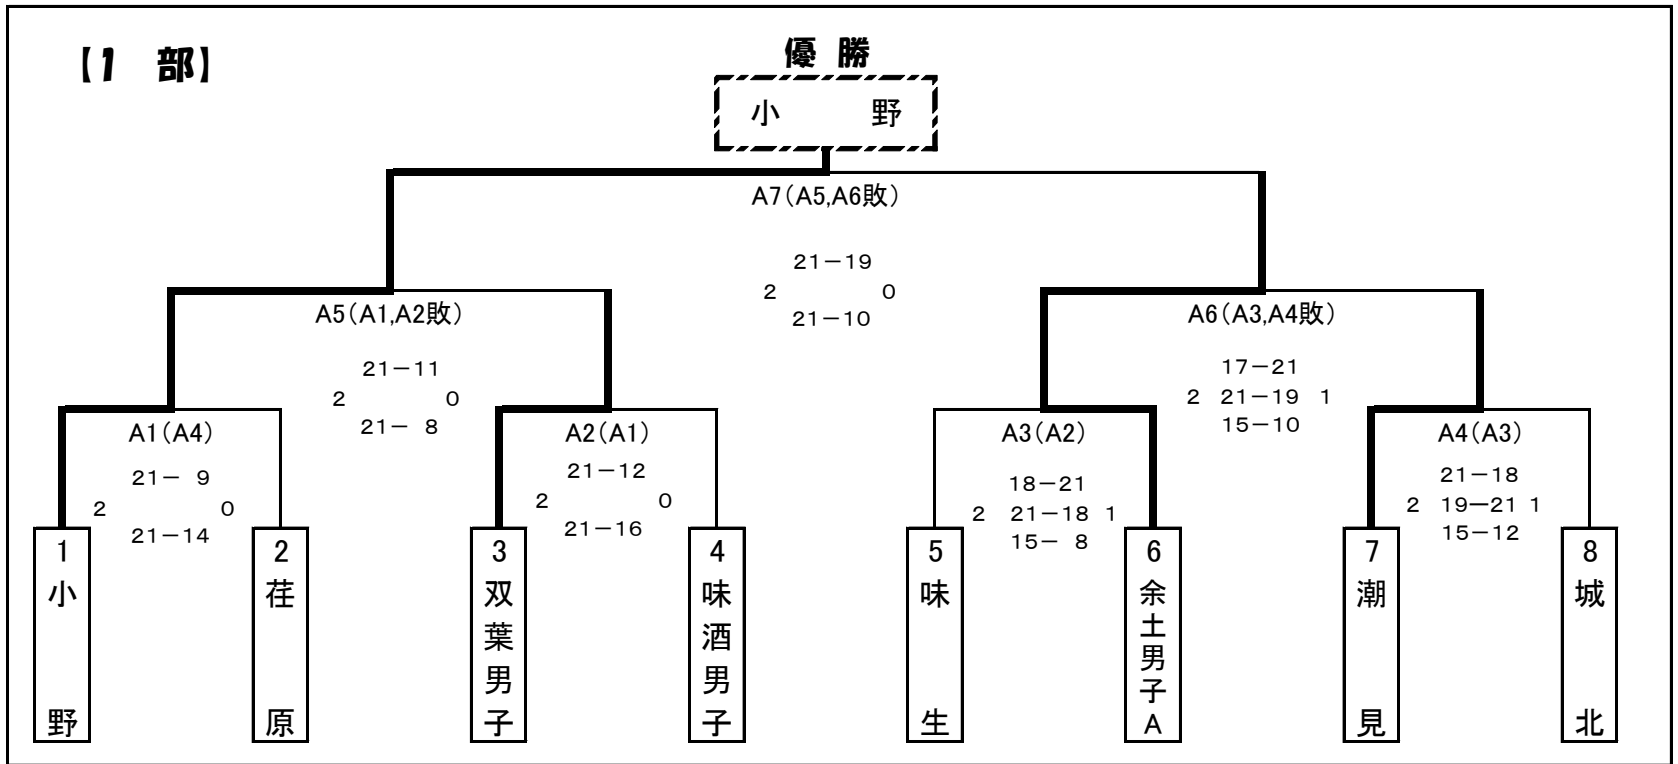 【1 部】
優 勝
小 野
A7(A5,A6敗)
21-19
2 0
21-10
A5(A1,A2敗)
21-11
2 0
21- 8
A6(A3,A4敗)
17-21
2 21-19 1
15-10
A1(A4)
21- 9
2 0
21-14
A2(A1)
21-12
2 0
21-16
A3(A2)
18-21
2 21-18 1
15- 8
A4(A3)
21-18
2 19-21 1
15-12
1
小野
2
荏原
3
双葉男子
4
味酒男子
5
味生
6
余土男子A
7
潮見
8
城北